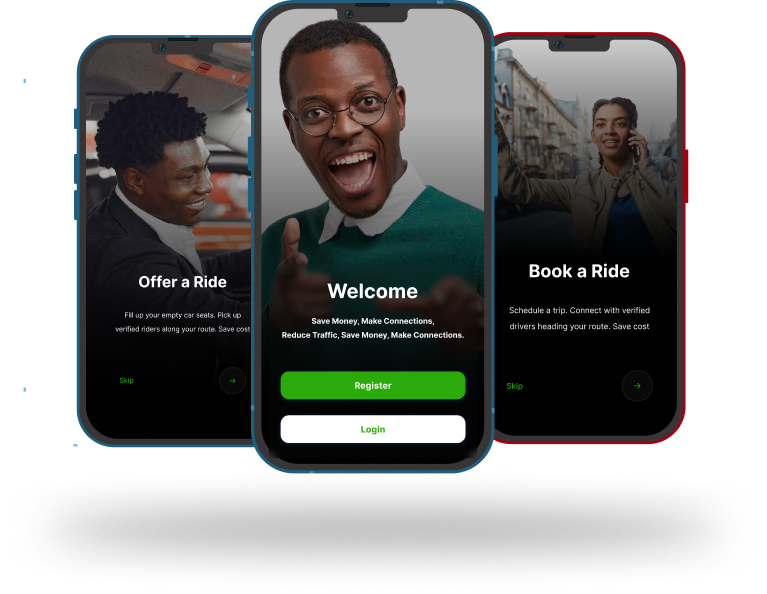 Offer a Ride
Fill up your empty car seats. Pick up
verified riders along your route. Save cost
Skip
Welcome
Save Money, Make Connections,
Reduce Traffic, Save Money, Make Connections.
Register
Login
Book a Ride
Schedule a trip. Connect with verified
drivers heading your route. Save cost
Skip